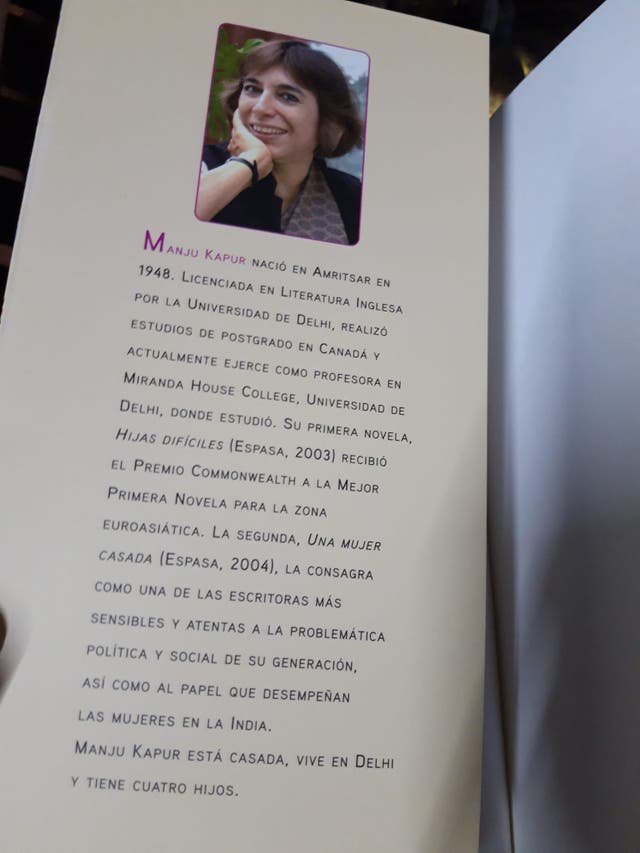 Manju Kapur nació en Amritsar en
1948. Licenciada en Literatura Inglesa
por la Universidad de Delhi, realizó
estudios de postgrado en Canadá y
actualmente ejerce como profesora en
Miranda House College, Universidad de
Delhi, donde estudió. Su primera novela,
Hijas difíciles (Espasa, 2003) recibió
el Premio Commonwealth a la Mejor
Primera Novela para la zona
euroasiática. La segunda, Una mujer
casada (Espasa, 2004), la consagra
como una de las escritoras más
sensibles y atentas a la problemática
política y social de su generación,
así como al papel que desempeñan
las mujeres en la India.
Manju Kapur está casada, vive en Delhi
y tiene cuatro hijos.